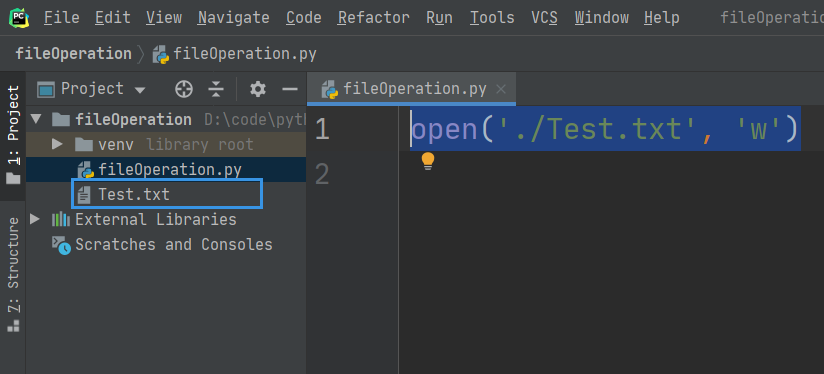 PC File Edit View Navigate Code Refactor Run Tools VCS Window Help fileOperatio
fileOperation fileOperation.py
1: Project
Project
fileOperation.py
fileOperation D:\code\pyth
1 open('./Test.txt', 'w')
venv library root
fileOperation.py
2
Test.txt
External Libraries
Z: Structure
Scratches and Consoles